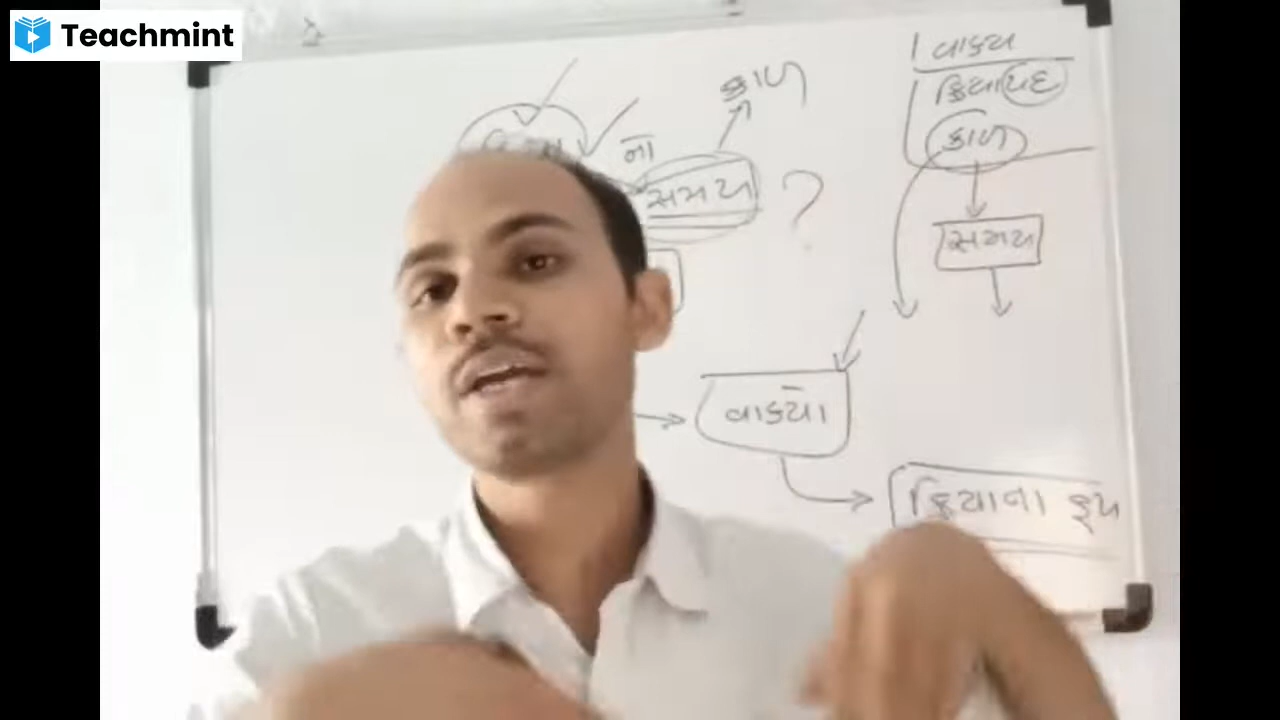 Teachmint
વાક્ય
ક્રિયાપદ
કાળ
કાળ
ના
સમય ?
સમય
વાક્યો
ક્રિયાના રૂપ